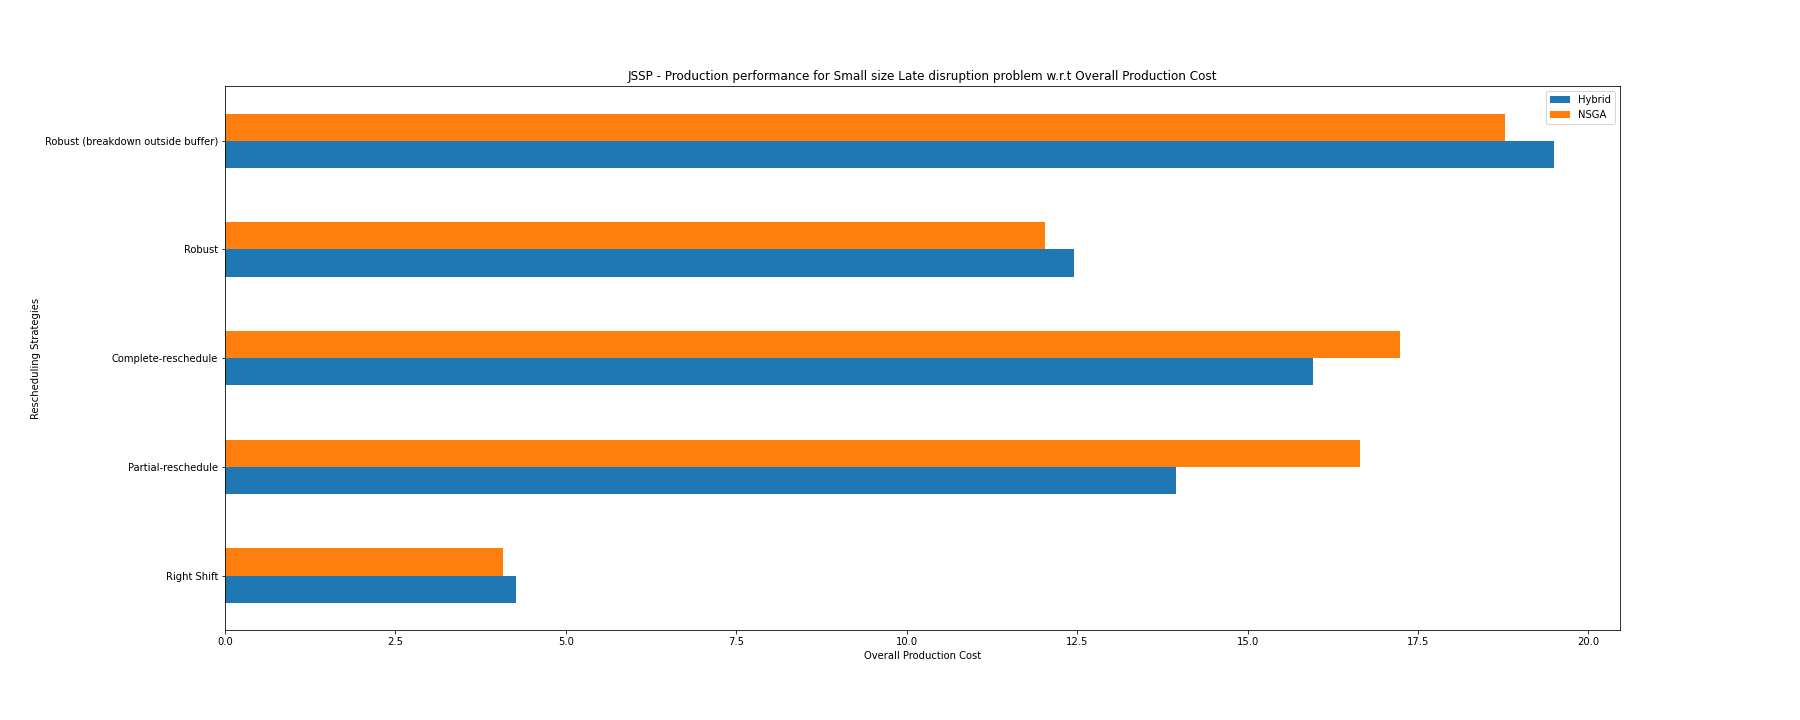 JSSP - Production performance for Small size Late disruption problem w.r.t Overall Production Cost
Hybrid
NSGA
Robust (breakdown outside buffer)
Robust
Complete-reschedule
Partial-reschedule
Right Shift
Rescheduling Strategies
0.0 2.5 5.0 7.5 10.0 12.5 15.0 17.5 20.0
Overall Production Cost